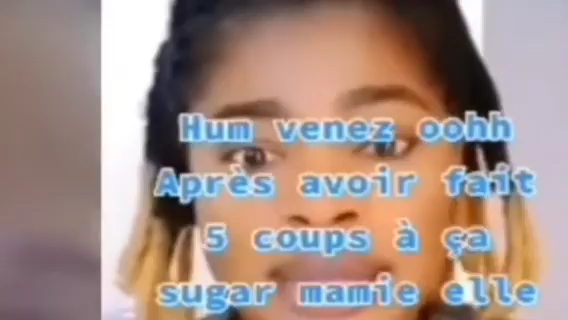 Hum venez oohh
Après avoir fait
5 coups à ça
sugar mamie elle